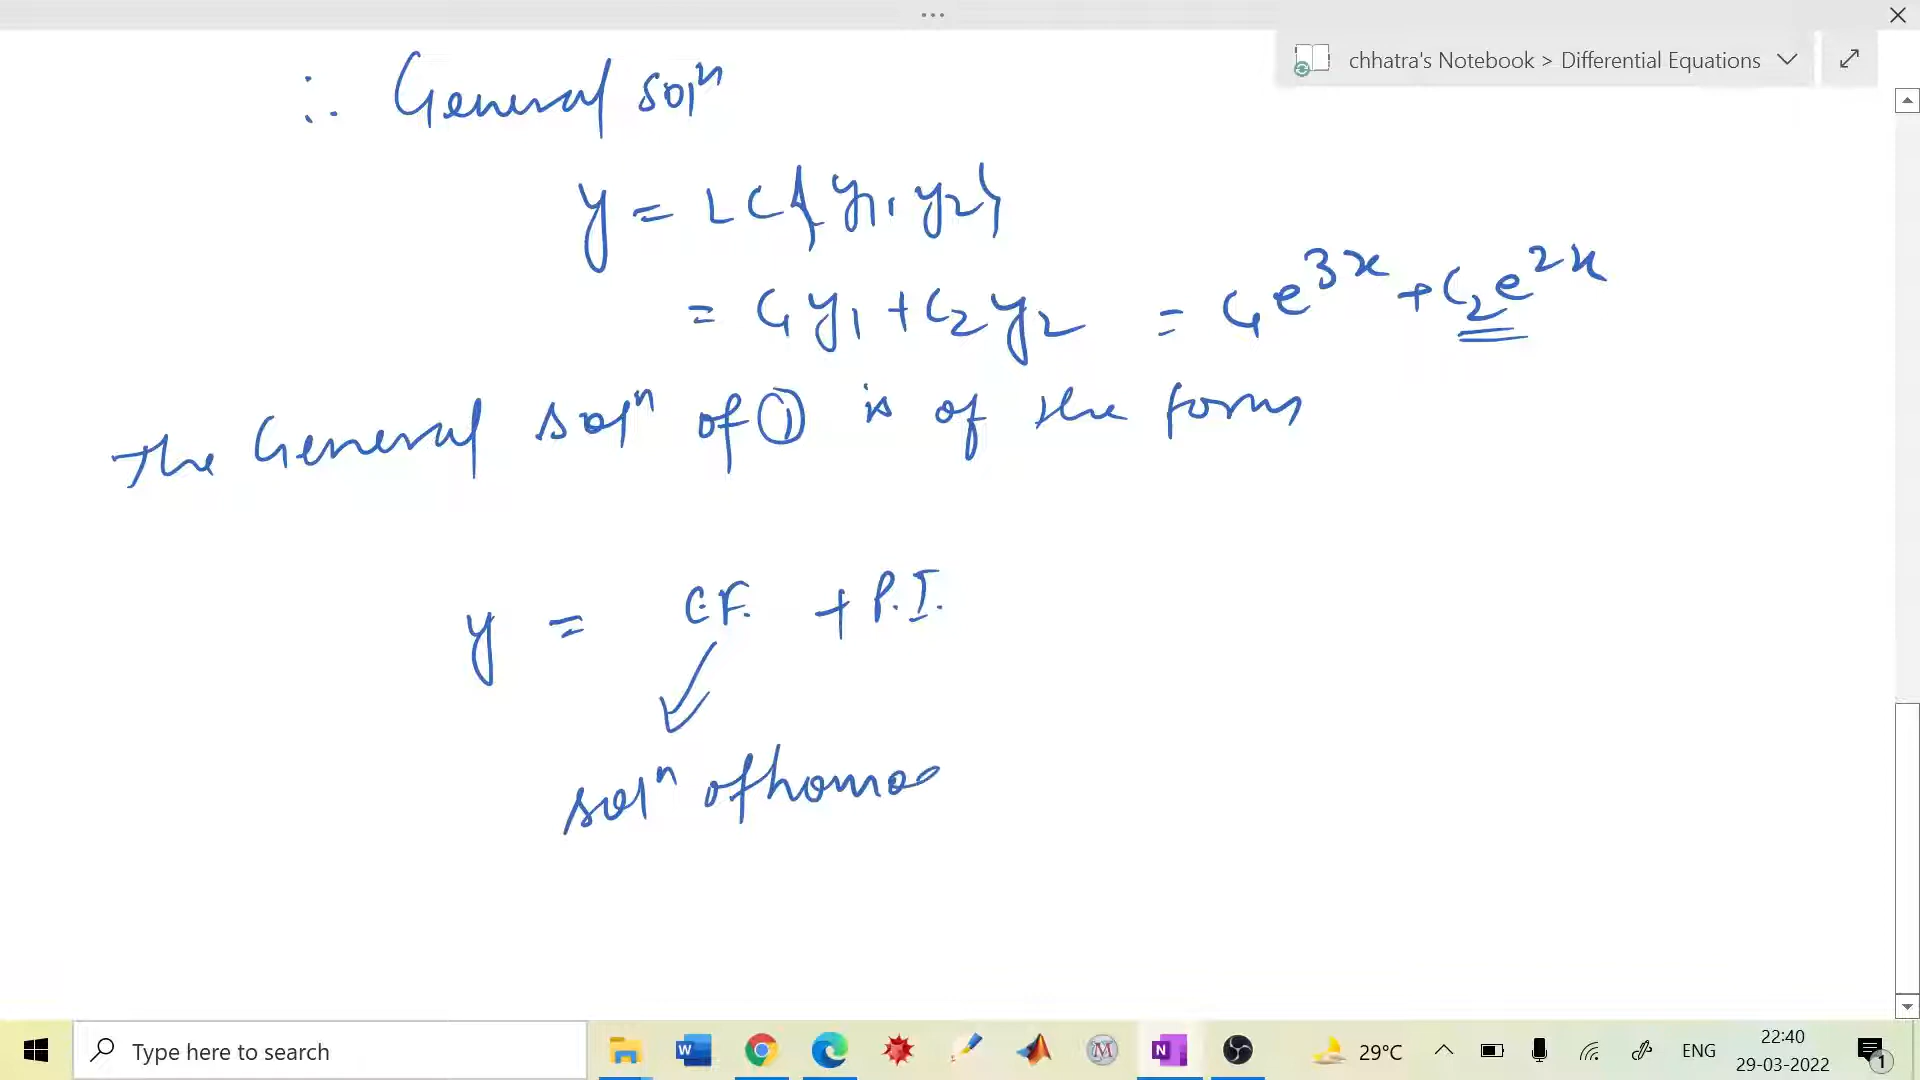 chhatra's Notebook > Differential Equations
∴ General solⁿ
y = LC{y₁, y₂}
= c₁y₁ + c₂y₂ = c₁e³ˣ + c₂e²ˣ
The General solⁿ of ① is of the form
y = C.F. + P.I.
solⁿ of homo
Type here to search
29°C
ENG
22:40
29-03-2022
1